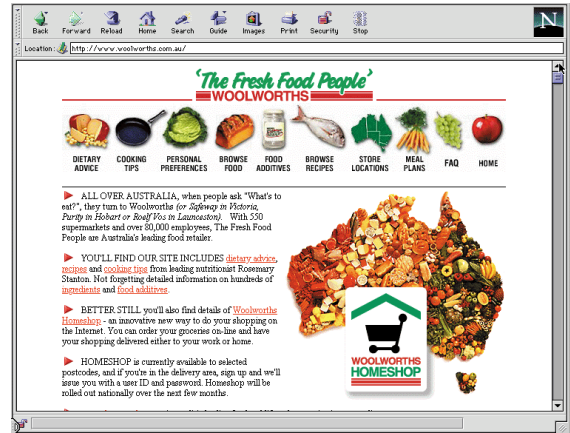 Back Forward Reload Home Search Guide Images Print Security Stop
N
Location: http://www.woolworths.com.au/
'The Fresh Food People'
WOOLWORTHS
DIETARY ADVICE COOKING TIPS PERSONAL PREFERENCES BROWSE FOOD FOOD ADDITIVES BROWSE RECIPES STORE LOCATIONS MEAL PLANS FAQ HOME
ALL OVER AUSTRALIA, when people ask "What's to
eat?", they turn to Woolworths (or Safeway in Victoria,
Purity in Hobart or Roelf Vos in Launceston). With 550
supermarkets and over 80,000 employees, The Fresh Food
People are Australia's leading food retailer.
YOU'LL FIND OUR SITE INCLUDES dietary advice,
recipes and cooking tips from leading nutritionist Rosemary
Stanton. Not forgetting detailed information on hundreds of
ingredients and food additives.
BETTER STILL you'll also find details of Woolworths
Homeshop - an innovative new way to do your shopping on
the Internet. You can order your groceries on-line and have
your shopping delivered either to your work or home.
HOMESHOP is currently available to selected
postcodes, and if you're in the delivery area, sign up and we'll
issue you with a user ID and password. Homeshop will be
rolled out nationally over the next few months.
WOOLWORTHS
HOMESHOP